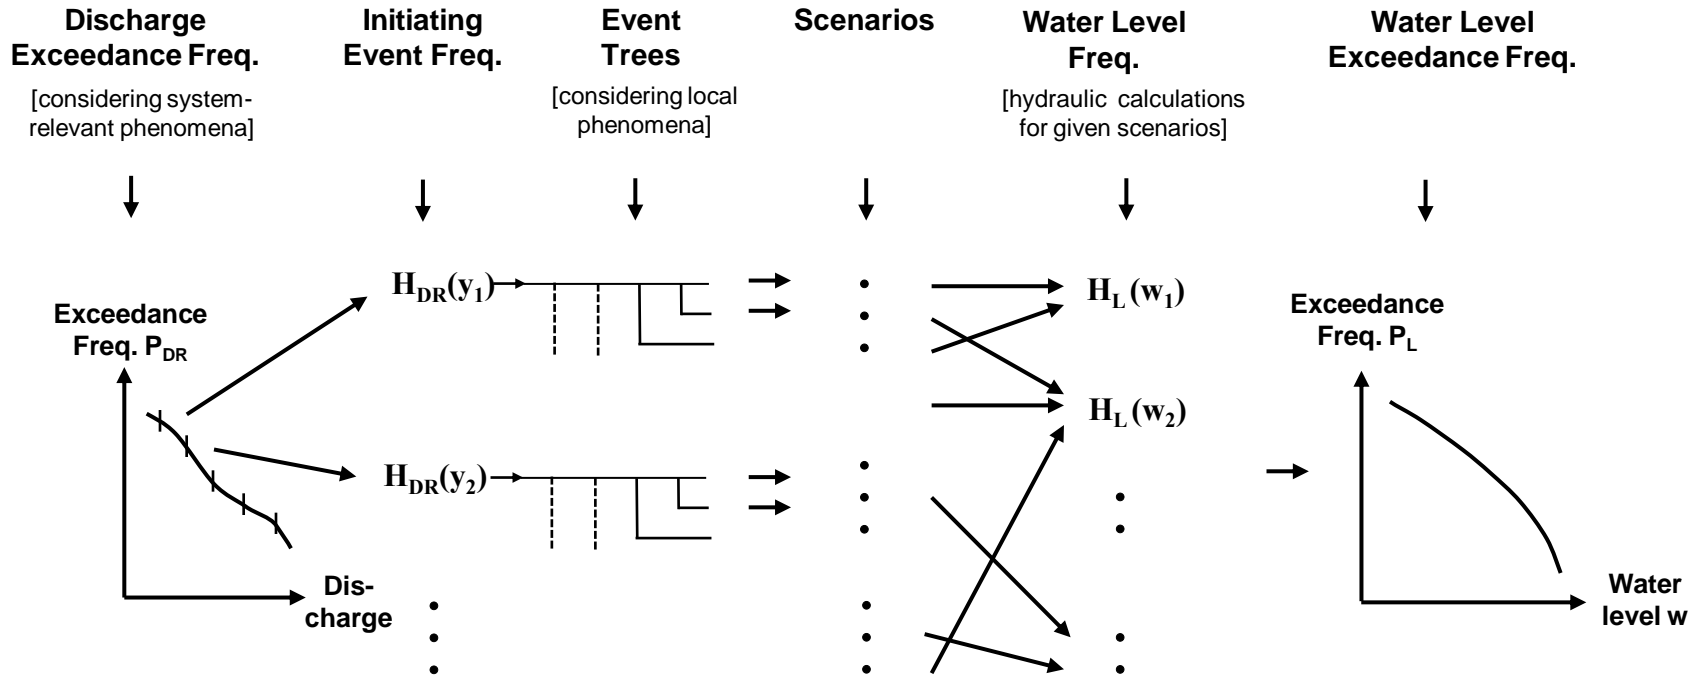 Discharge
Exceedance Freq.
[considering system-
relevant phenomena]
Initiating
Event Freq.
Event
Trees
[considering local
phenomena]
Scenarios
Water Level
Freq.
[hydraulic calculations
for given scenarios]
Water Level
Exceedance Freq.
Exceedance
Freq. P_DR
Dis-
charge
H_DR(y_1)
H_DR(y_2)
H_L (w_1)
H_L (w_2)
Exceedance
Freq. P_L
Water
level w